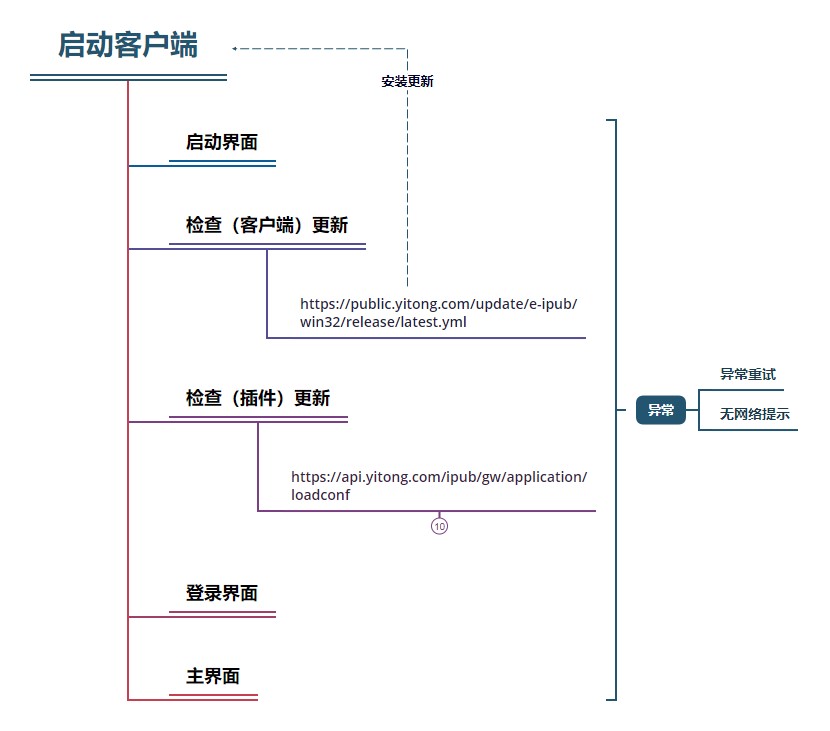 启动客户端
安装更新
启动界面
检查（客户端）更新
https://public.yitong.com/update/e-ipub/
win32/release/latest.yml
检查（插件）更新
https://api.yitong.com/ipub/gw/application/
loadconf
10
登录界面
主界面
异常
异常重试
无网络提示